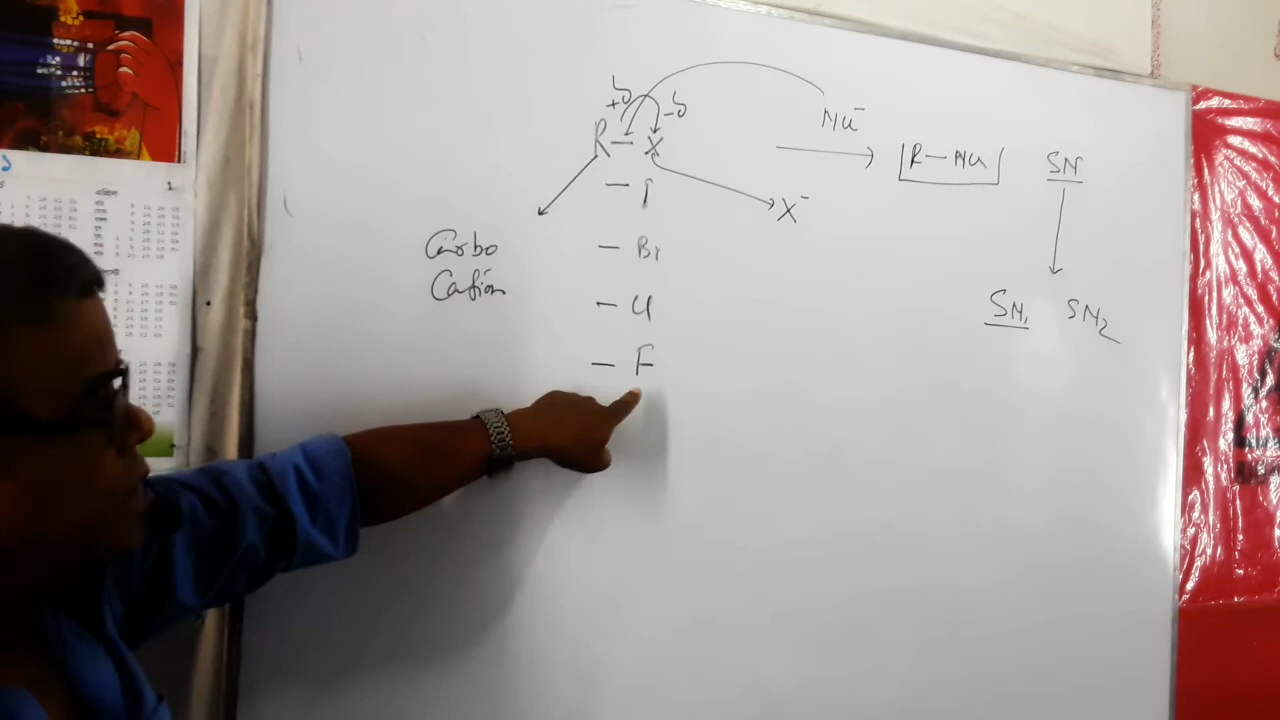 +δ -δ
Nu⁻
R – X → R – Nu SN
– I X⁻
Carbo – Br
Cation
– Cl SN₁ SN₂
– F